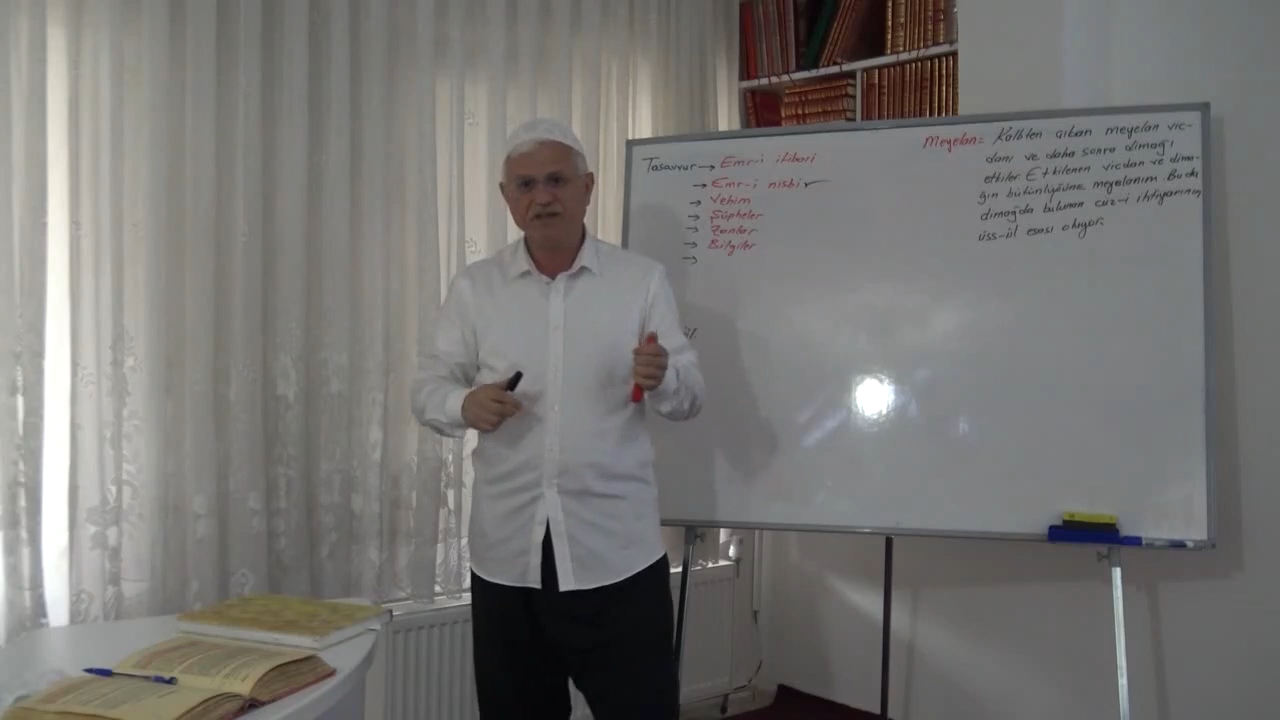 Tasavvur → Emr-i itibari
→ Emr-i nisbi ✓
→ Vehim
→ Şüpheler
→ Zanlar
→ Bilgiler
→
Meyelan = Kalbten çıkan meyelan vic-
danı ve daha sonra dimağı
etkiler Etkilenen vicdan ve dima-
ğın bütünlüğüne meyelanım. Bu da
dimağda bulunan cüz-i ihtiyarının
üss-ül esası oluyor.